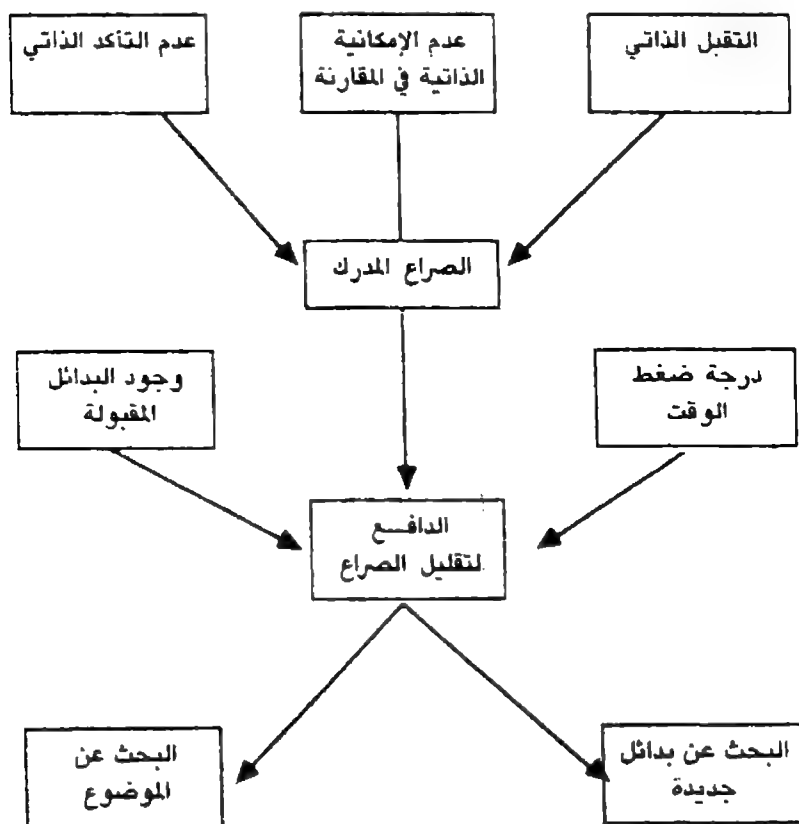 التقبل الذاتي
عدم الإمكانية
الذاتية في المقارنة
عدم التأكد الذاتي
الصراع المدرك
درجة ضغط
الوقت
وجود البدائل
المقبولة
الدافــع
لتقليل الصراع
البحث عن بدائل
جديدة
البحث عن
الموضوع